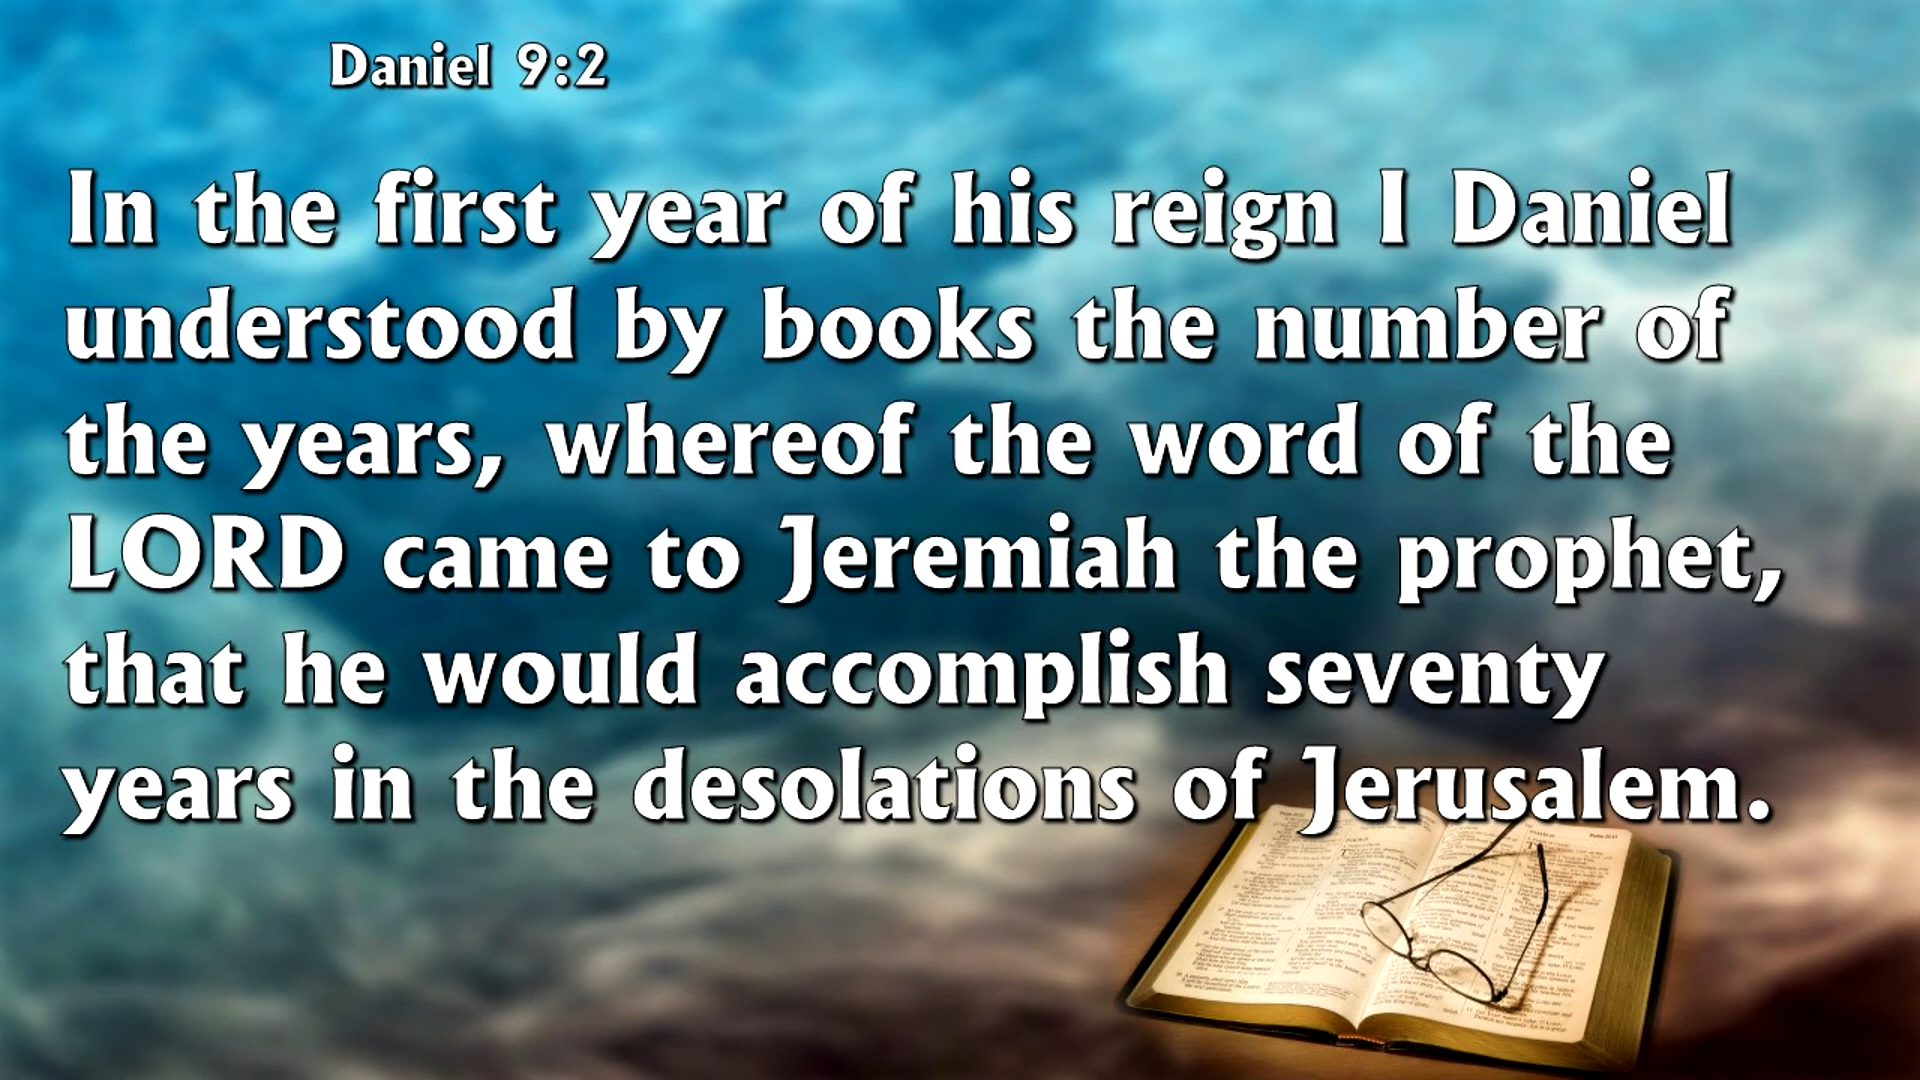 Daniel 9:2
In the first year of his reign I Daniel
understood by books the number of
the years, whereof the word of the
LORD came to Jeremiah the prophet,
that he would accomplish seventy
years in the desolations of Jerusalem.